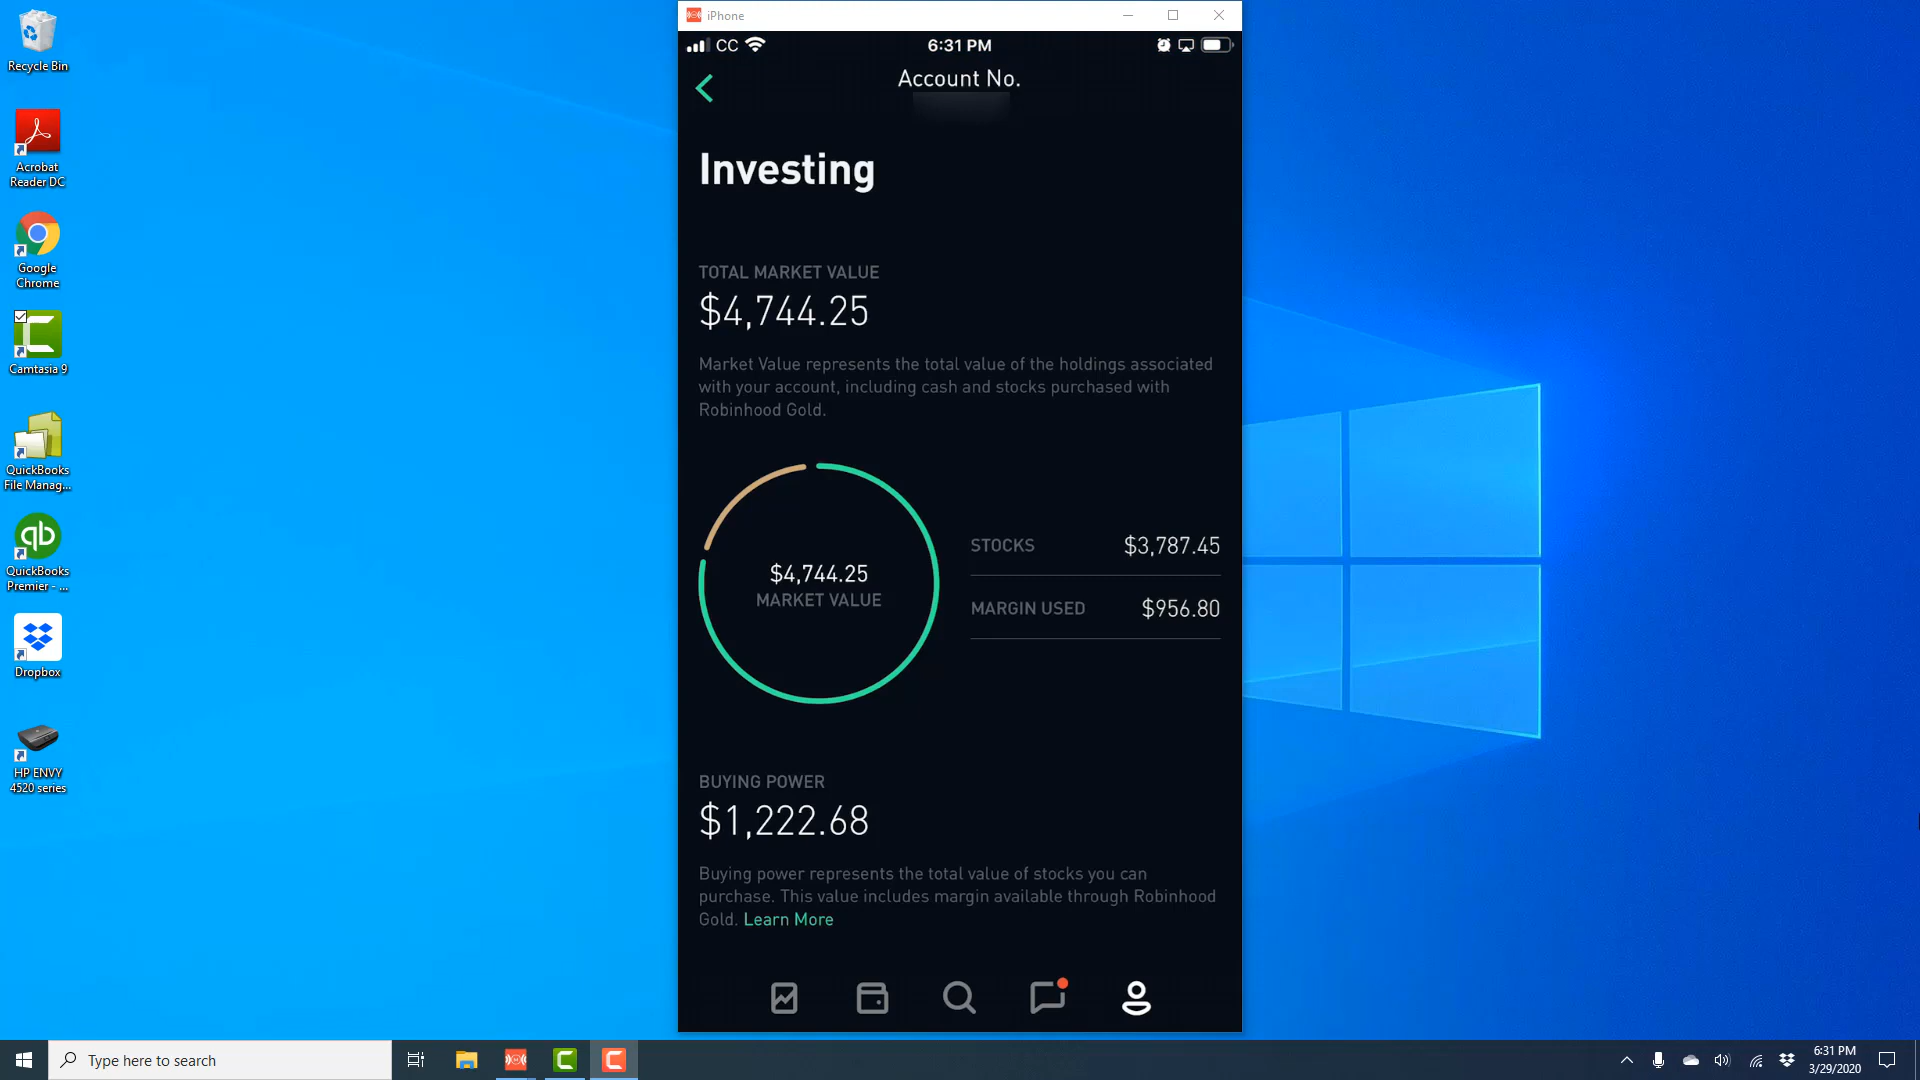 iPhone
CC
6:31 PM
Account No.
Investing
TOTAL MARKET VALUE
$4,744.25
Market Value represents the total value of the holdings associated
with your account, including cash and stocks purchased with
Robinhood Gold.
$4,744.25
MARKET VALUE
STOCKS $3,787.45
MARGIN USED $956.80
BUYING POWER
$1,222.68
Buying power represents the total value of stocks you can
purchase. This value includes margin available through Robinhood
Gold. Learn More
Recycle Bin
Acrobat
Reader DC
Google
Chrome
Camtasia 9
QuickBooks
File Manag...
qb
QuickBooks
Premier - ...
Dropbox
HP ENVY
4520 series
Type here to search
6:31 PM
3/29/2020